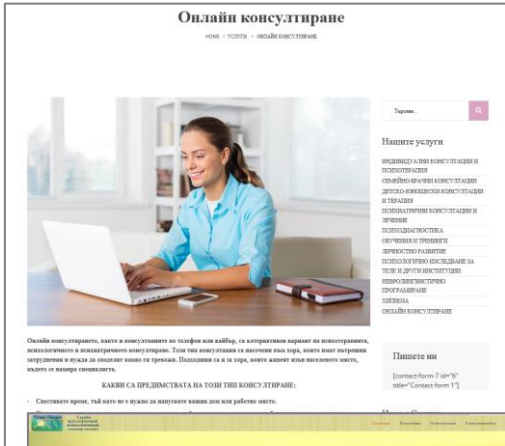 Онлайн консултиране
HOME - УСЛУГИ - ОНЛАЙН КОНСУЛТИРАНЕ
Търсене...
Нашите услуги
ИНДИВИДУАЛНИ КОНСУЛТАЦИИ И
ПСИХОТЕРАПИЯ
СЕМЕЙНО-БРАЧНИ КОНСУЛТАЦИИ
ДЕТСКО-ЮНОШЕСКИ КОНСУЛТАЦИИ
И ТЕРАПИЯ
ПСИХИАТРИЧНИ КОНСУЛТАЦИИ И
ЛЕЧЕНИЕ
ПСИХОДИАГНОСТИКА
ОБУЧЕНИЯ И ТРЕНИНГИ
ЛИЧНОСТНО РАЗВИТИЕ
ПСИХОЛОГИЧНО ИЗСЛЕДВАНЕ ЗА
ТЕЛК И ДРУГИ ИНСТИТУЦИИ
НЕВРОЛИНГВИСТИЧНО
ПРОГРАМИРАНЕ
ХИПНОЗА
ОНЛАЙН КОНСУЛТИРАНЕ
Пишете ни
[contact-form-7 id="6"
title="Contact form 1"]
Онлайн консултирането, както и консултациите по телефон или вайбър, са алтернативен вариант на психотерапията,
психологичното и психиатричното консултиране. Този тип консултации са насочени към хора, които имат вътрешни
затруднения и нужда да споделят какво ги тревожи. Подходящи са и за хора, които живеят извън населеното място,
където се намира специалиста.
КАКВИ СА ПРЕДИМСТВАТА НА ТОЗИ ТИП КОНСУЛТИРАНЕ:
- Спестявате време, тъй като не е нужно да напускате вашия дом или работно място.